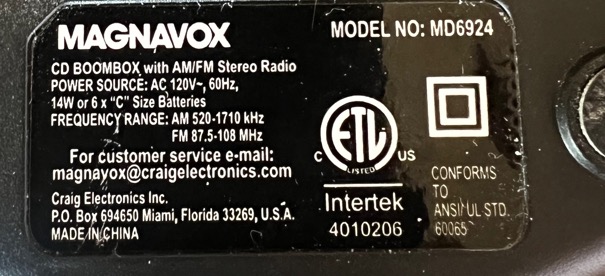 MAGNAVOX
MODEL NO: MD6924
CD BOOMBOX with AM/FM Stereo Radio
POWER SOURCE: AC 120V~, 60Hz,
14W or 6 x "C" Size Batteries
FREQUENCY RANGE: AM 520-1710 kHz
FM 87.5-108 MHz
For customer service e-mail:
magnavox@craigelectronics.com
Craig Electronics Inc.
P.O. Box 694650 Miami, Florida 33269, U.S.A.
MADE IN CHINA
ETL
C US
LISTED
Intertek
4010206
CONFORMS
TO
ANSI/UL STD.
60065